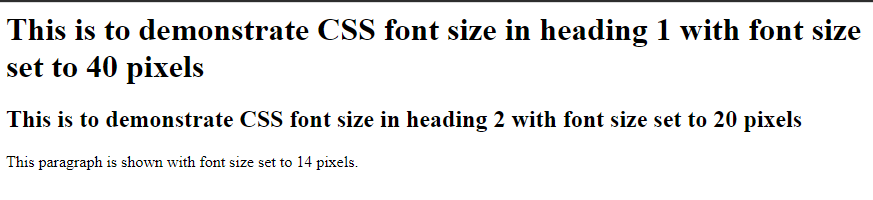 This is to demonstrate CSS font size in heading 1 with font size
set to 40 pixels
This is to demonstrate CSS font size in heading 2 with font size set to 20 pixels
This paragraph is shown with font size set to 14 pixels.